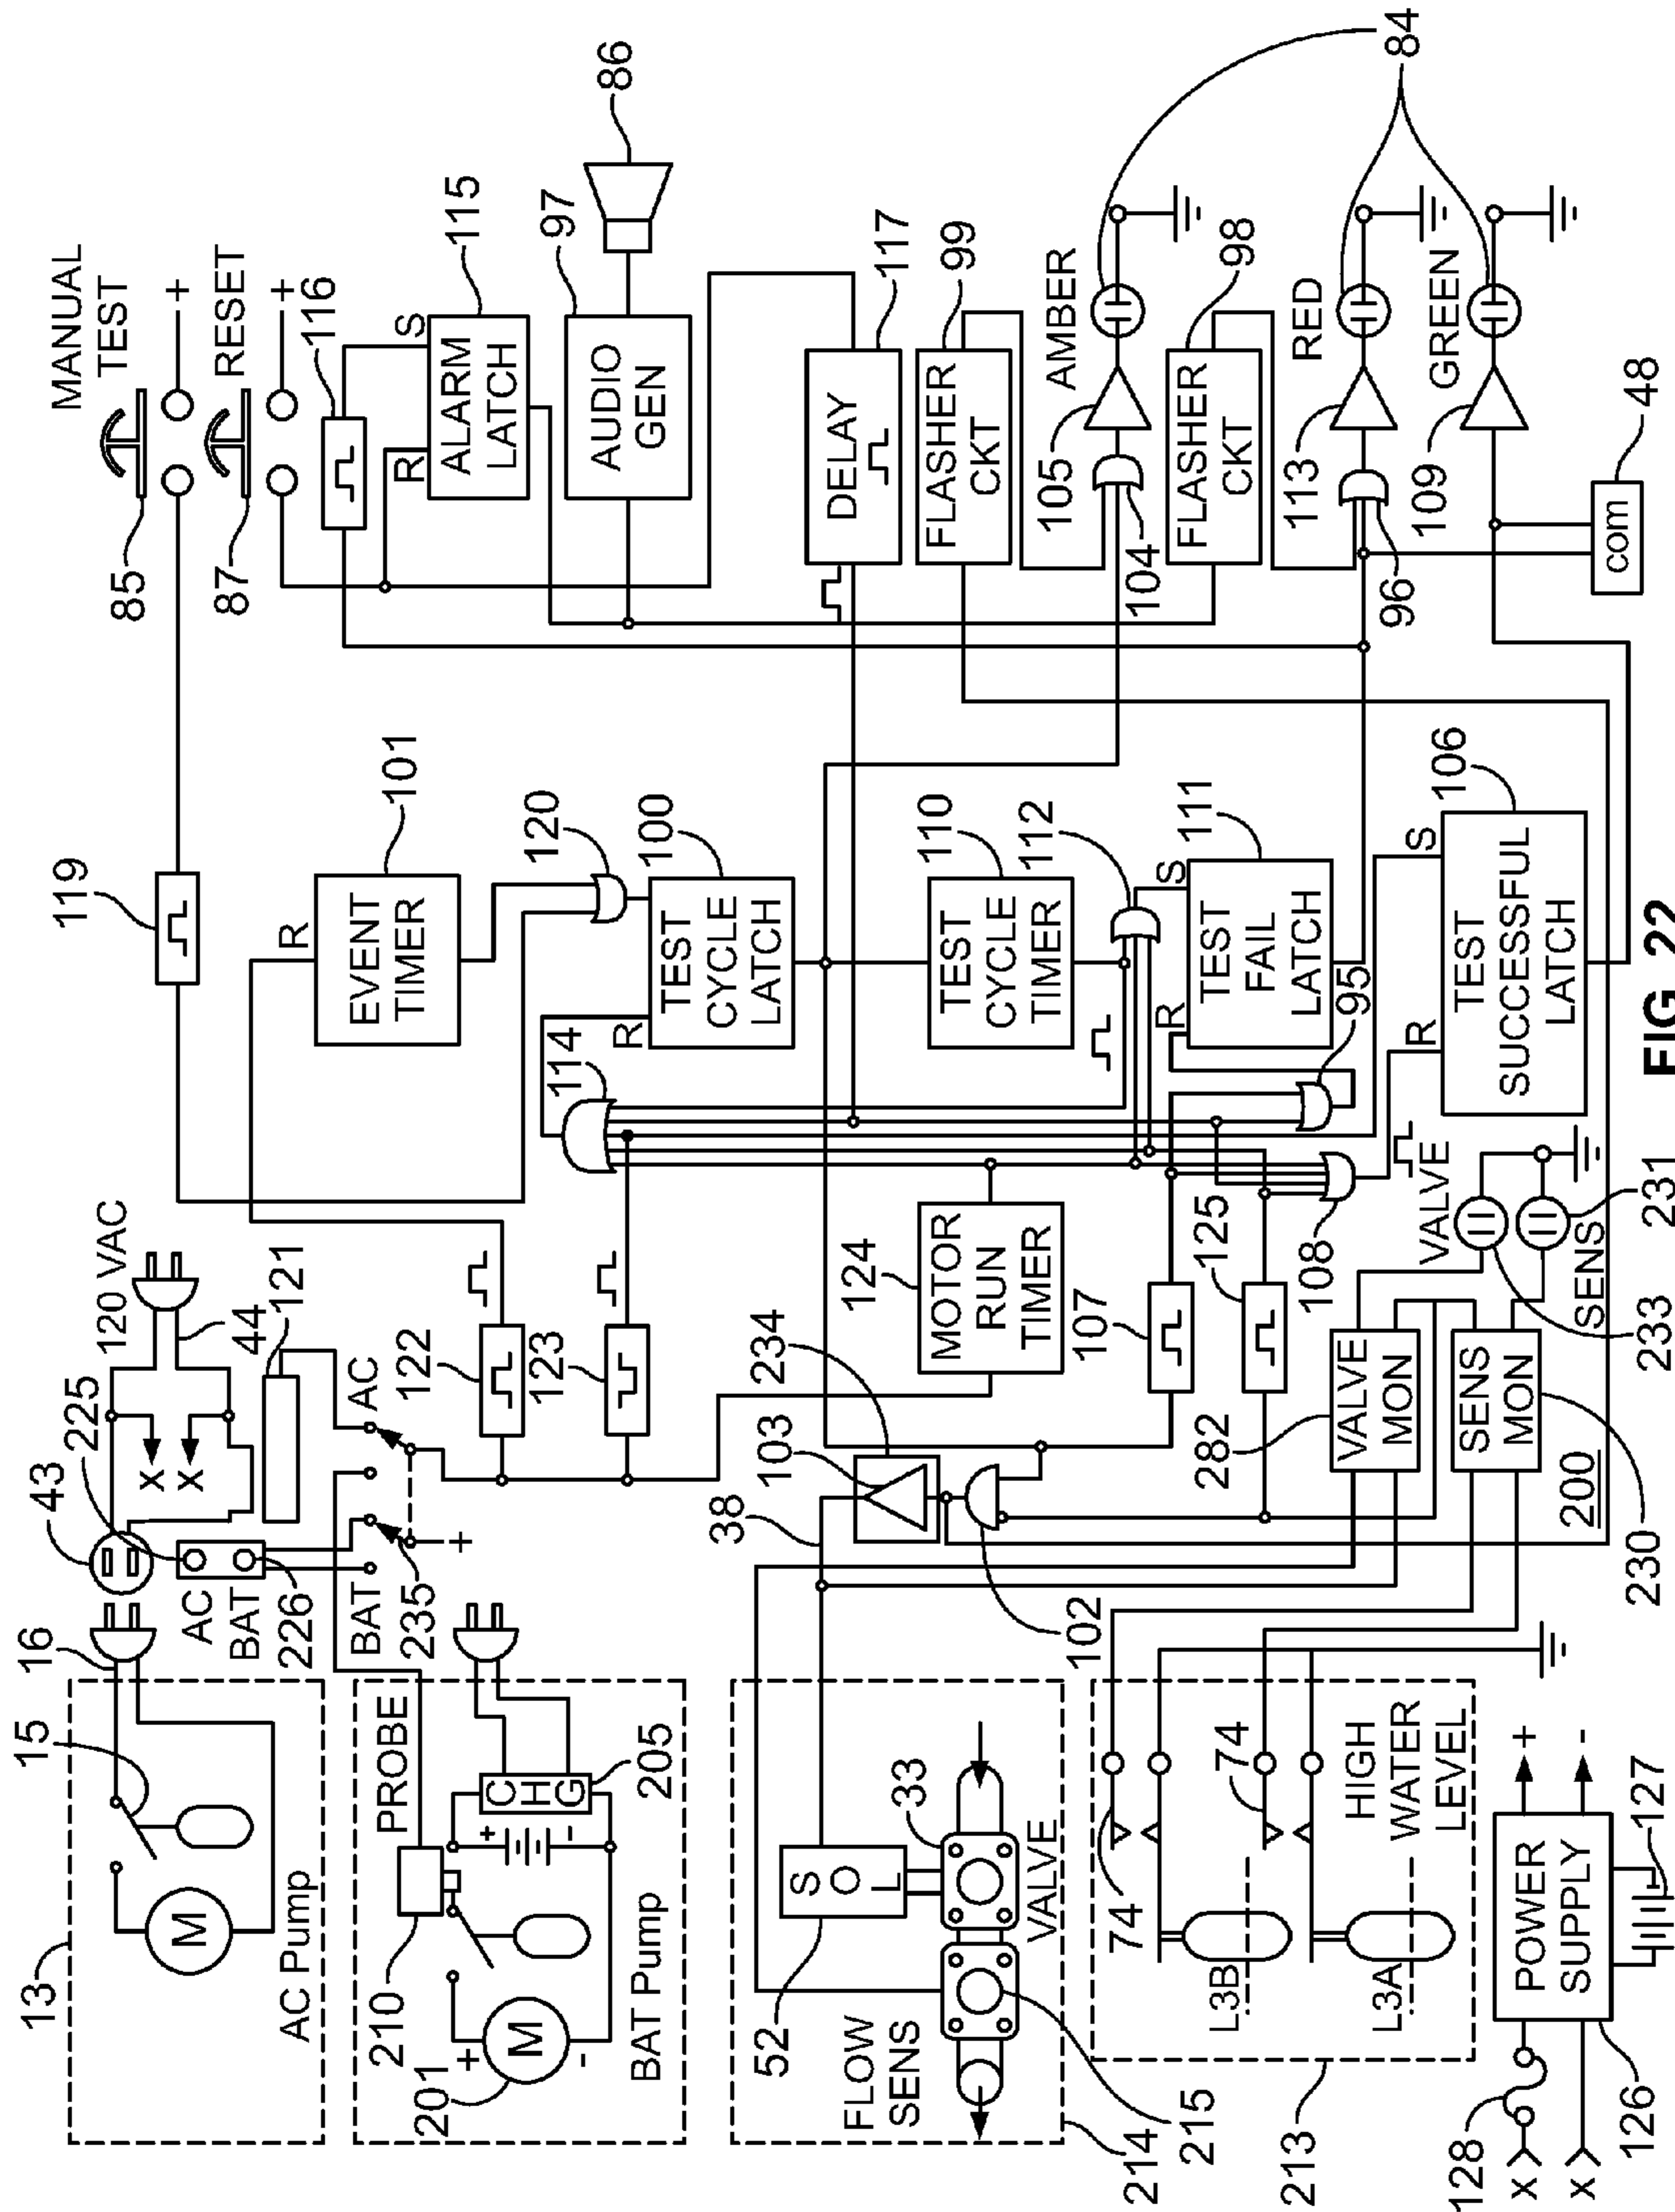 MANUAL
TEST
85
+
RESET
87
+
116
S
R
ALARM
LATCH
115
AUDIO
GEN
97
86
DELAY
117
FLASHER
CKT
99
AMBER
105
104
84
FLASHER
CKT
98
RED
113
96
GREEN
109
com
48
119
R
EVENT
TIMER
101
120
114
R
TEST
CYCLE
LATCH
100
TEST
CYCLE
TIMER
110
112
R
S
TEST
FAIL
LATCH
111
95
R
S
TEST
SUCCESSFUL
LATCH
106
120 VAC
44
43
225
X
X
121
AC
BAT
226
AC
BAT
235
+
122
123
124
MOTOR
RUN
TIMER
234
103
38
102
107
125
108
282
VALVE
MON
SENS
MON
230
200
VALVE
SENS
233
231
16
15
13
M
AC Pump
PROBE
210
201
+
M
-
+
-
C
H
G
205
BAT Pump
S
O
L
52
33
FLOW
SENS
VALVE
214
215
74
74
74
L3B
L3A
HIGH
WATER
LEVEL
213
128
X
X
POWER
SUPPLY
+
-
126
127
FIG. 22